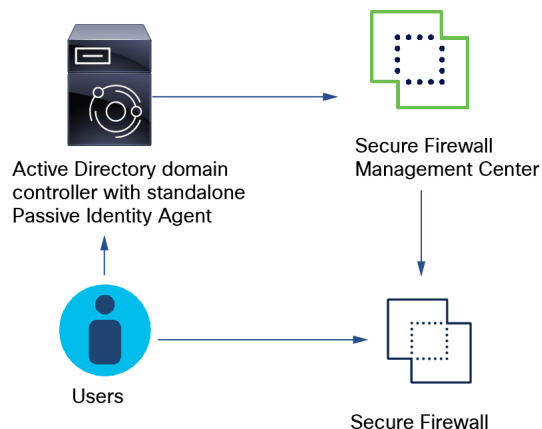 Active Directory domain
controller with standalone
Passive Identity Agent
Secure Firewall
Management Center
Users
Secure Firewall